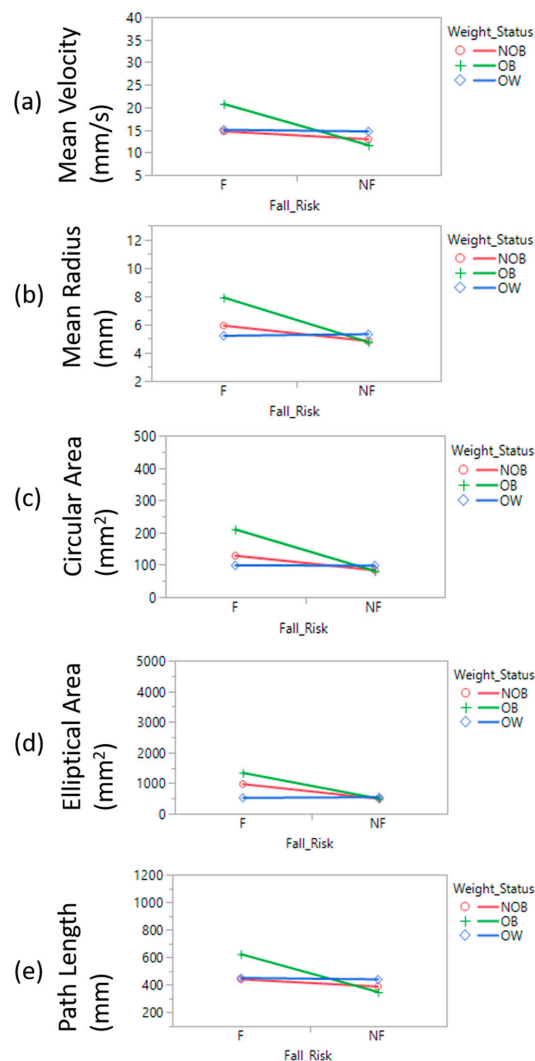 (a)
Mean Velocity
(mm/s)
40
35
30
25
20
15
10
5
F
NF
Fall_Risk
Weight_Status
NOB
OB
OW
(b)
Mean Radius
(mm)
12
10
8
6
4
2
F
NF
Fall_Risk
Weight_Status
NOB
OB
OW
(c)
Circular Area
(mm²)
500
400
300
200
100
0
F
NF
Fall_Risk
Weight_Status
NOB
OB
OW
(d)
Elliptical Area
(mm²)
5000
4000
3000
2000
1000
0
F
NF
Fall_Risk
Weight_Status
NOB
OB
OW
(e)
Path Length
(mm)
1200
1000
800
600
400
200
F
NF
Fall_Risk
Weight_Status
NOB
OB
OW